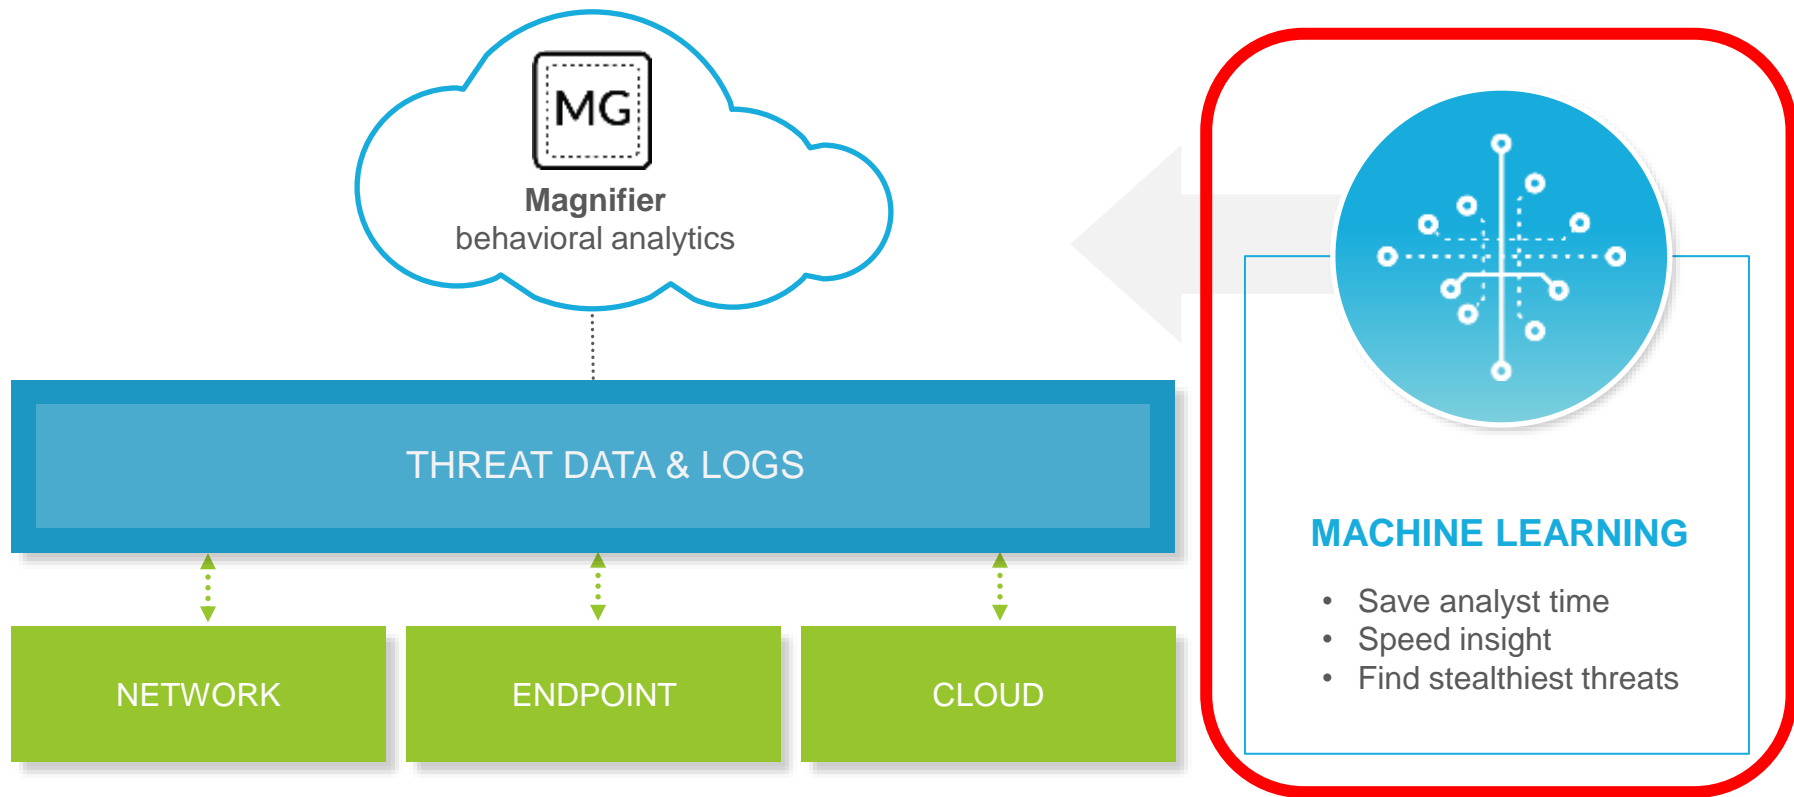 MG
Magnifier
behavioral analytics
THREAT DATA & LOGS
NETWORK
ENDPOINT
CLOUD
MACHINE LEARNING
• Save analyst time
• Speed insight
• Find stealthiest threats